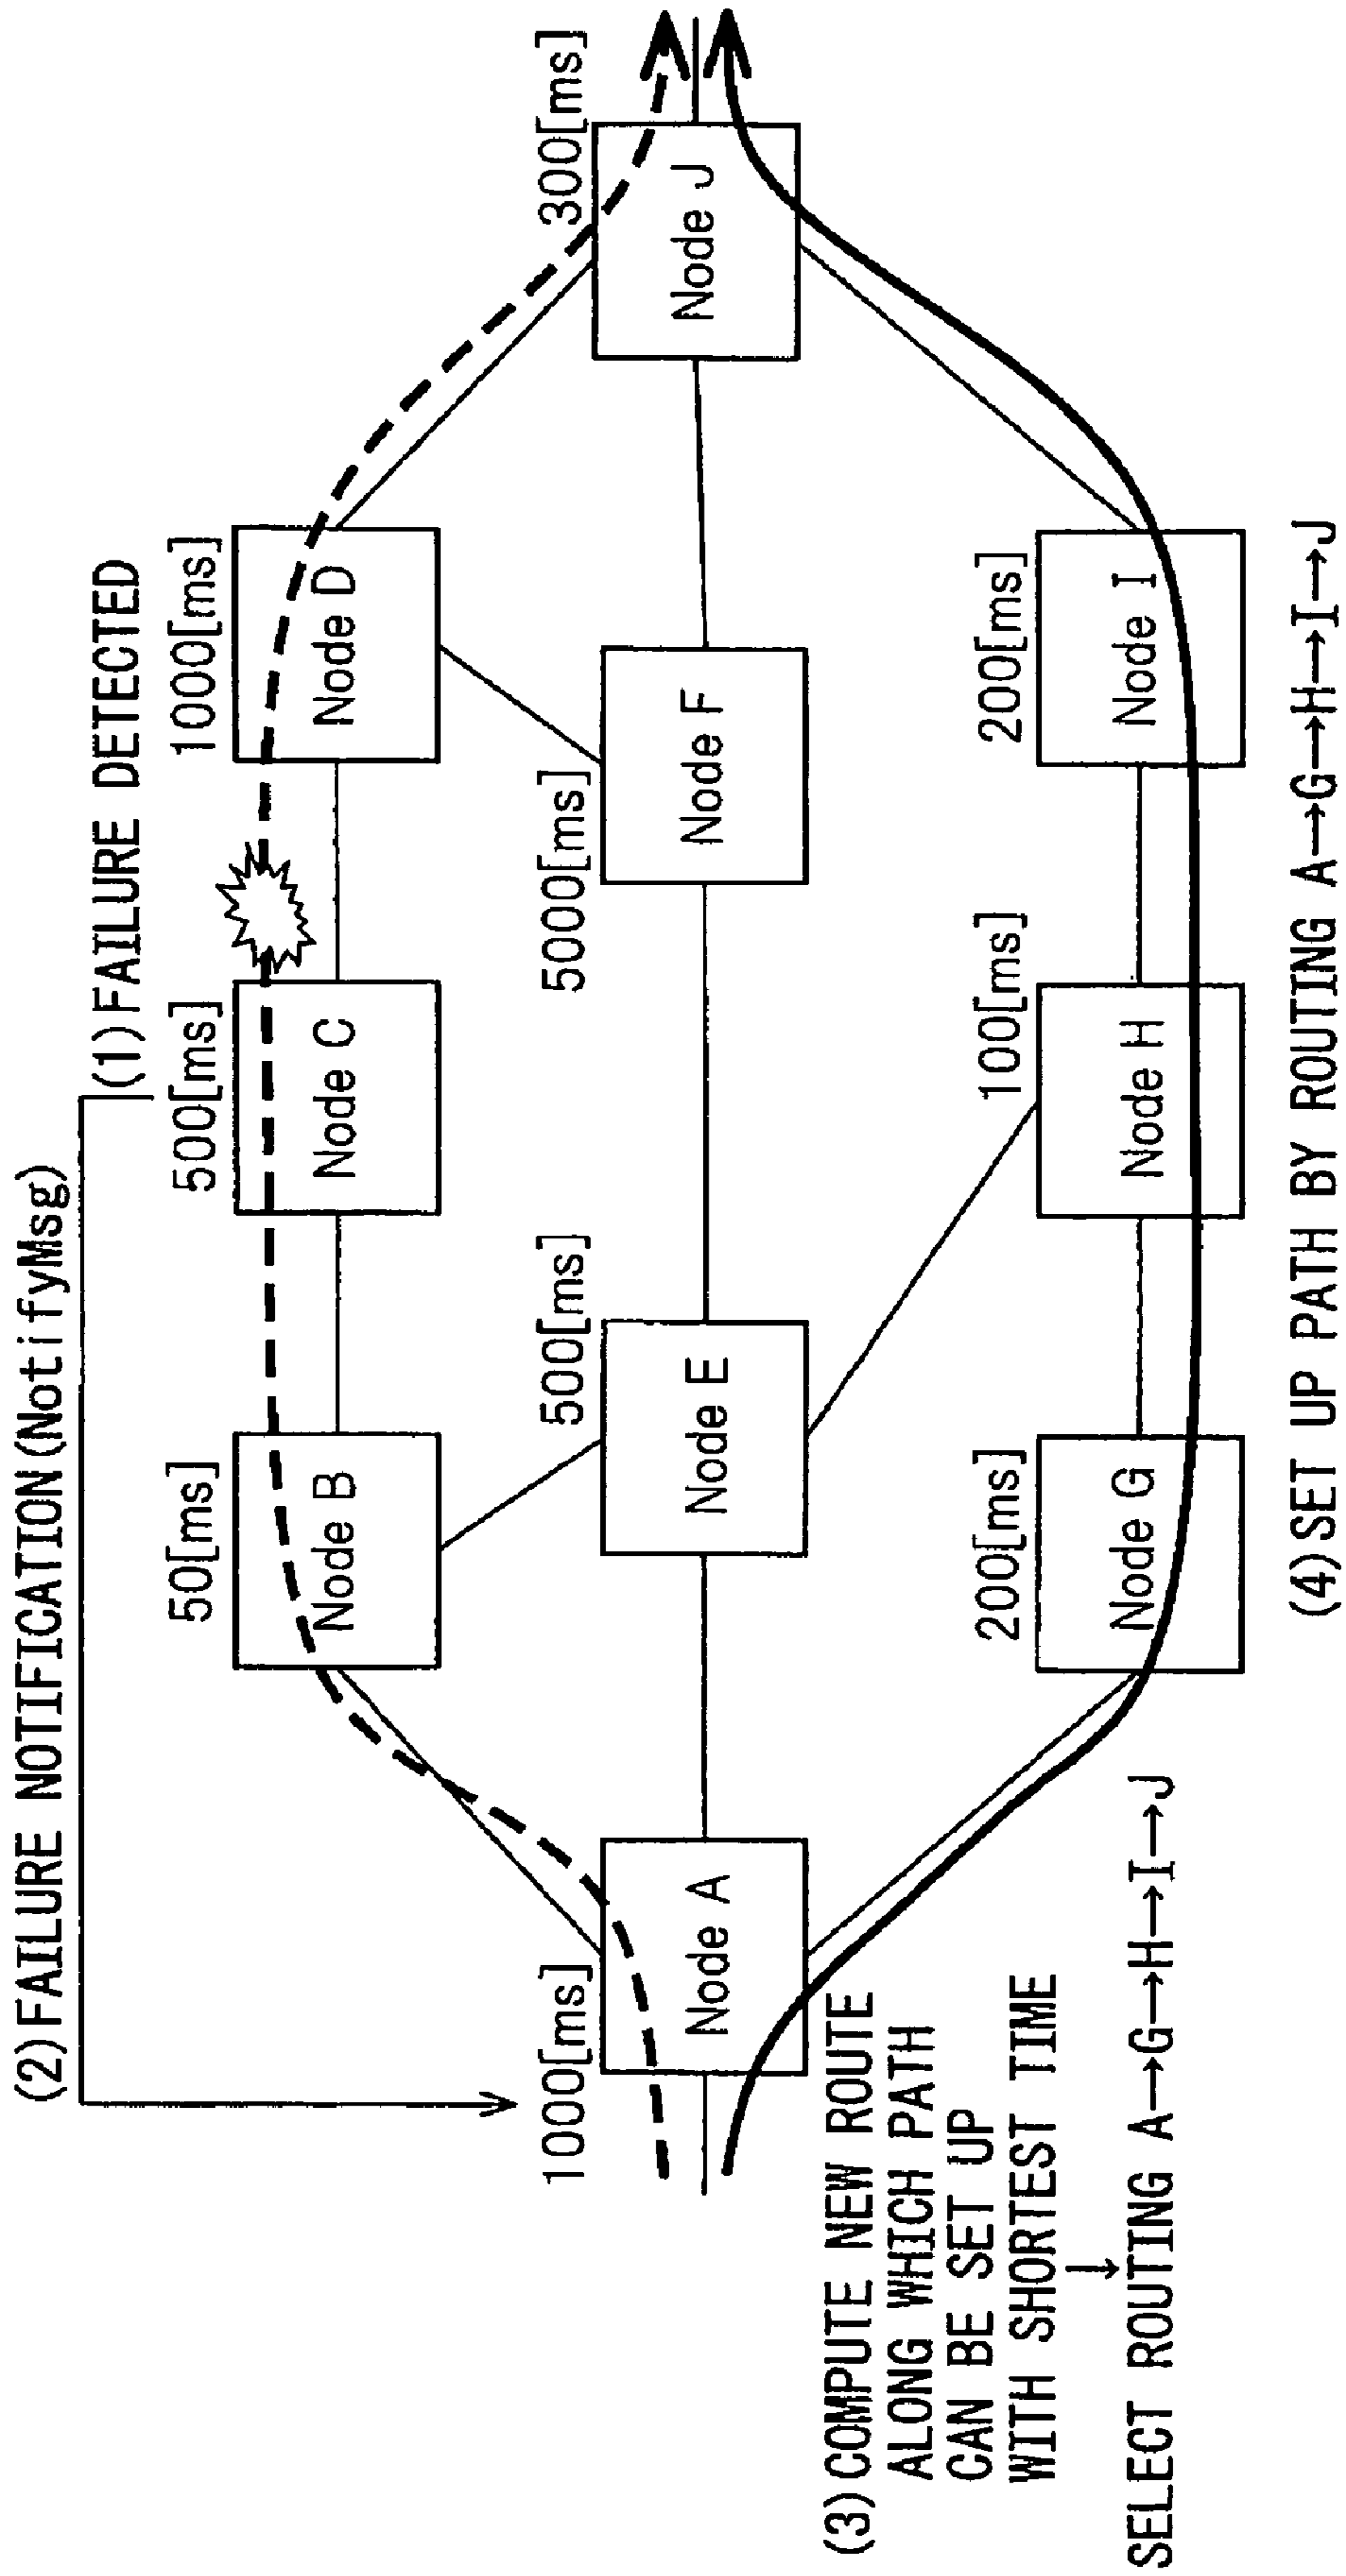 (2)FAILURE NOTIFICATION(NotifyMsg)
(1)FAILURE DETECTED
50[ms]
500[ms]
1000[ms]
Node B
Node C
Node D
1000[ms]
500[ms]
5000[ms]
300[ms]
Node A
Node E
Node F
Node J
200[ms]
100[ms]
200[ms]
Node G
Node H
Node I
(3)COMPUTE NEW ROUTE
ALONG WHICH PATH
CAN BE SET UP
WITH SHORTEST TIME
→
SELECT ROUTING A→G→H→I→J
(4)SET UP PATH BY ROUTING A→G→H→I→J